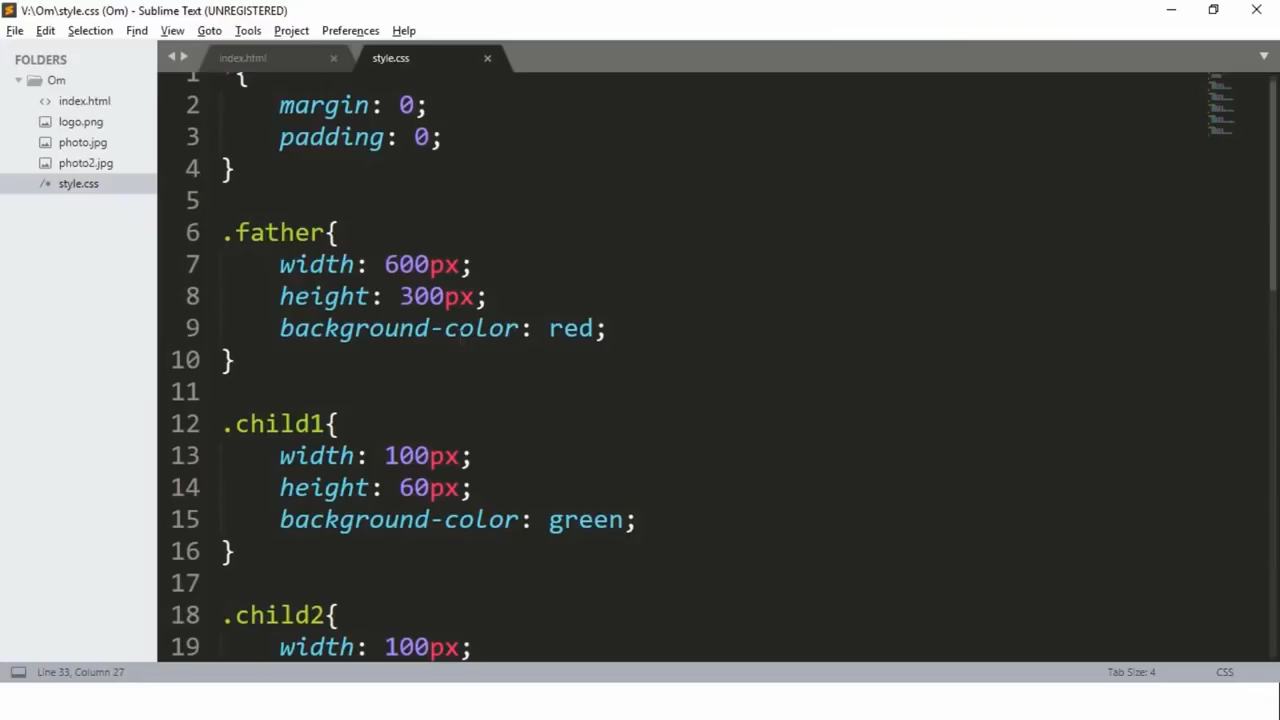 V:\Om\style.css (Om) - Sublime Text (UNREGISTERED)
File Edit Selection Find View Goto Tools Project Preferences Help
FOLDERS
Om
index.html
logo.png
photo.jpg
photo2.jpg
style.css
index.html style.css
1 {
2 margin: 0;
3 padding: 0;
4 }
5
6 .father{
7 width: 600px;
8 height: 300px;
9 background-color: red;
10 }
11
12 .child1{
13 width: 100px;
14 height: 60px;
15 background-color: green;
16 }
17
18 .child2{
19 width: 100px;
Line 33, Column 27 Tab Size: 4 CSS